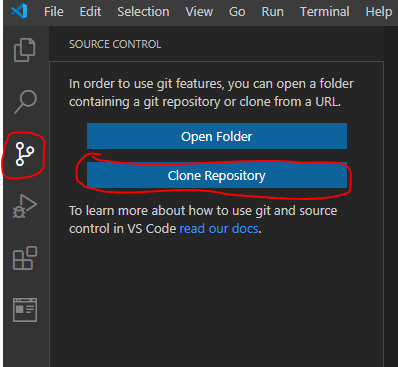 File Edit Selection View Go Run Terminal Help
SOURCE CONTROL
In order to use git features, you can open a folder
containing a git repository or clone from a URL.
Open Folder
Clone Repository
To learn more about how to use git and source
control in VS Code read our docs.